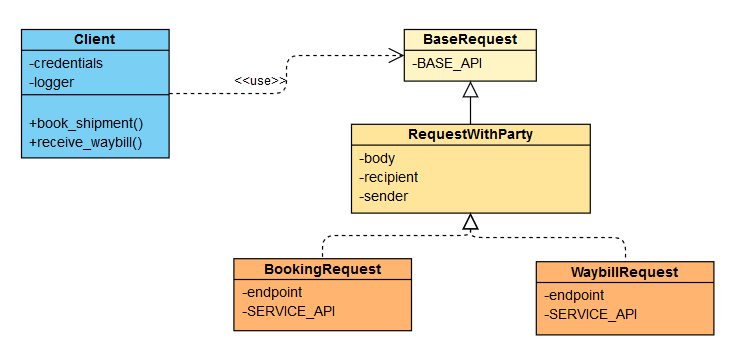 Client
-credentials
-logger
+book_shipment()
+receive_waybill()
<<use>>
BaseRequest
-BASE_API
RequestWithParty
-body
-recipient
-sender
BookingRequest
-endpoint
-SERVICE_API
WaybillRequest
-endpoint
-SERVICE_API